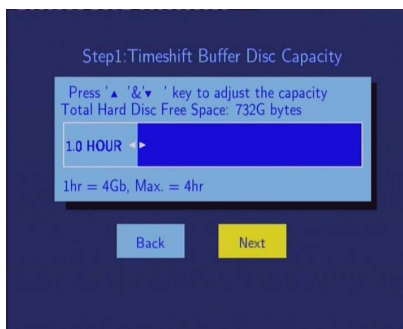 Step1:Timeshift Buffer Disc Capacity
Press '▲ '&'▼ ' key to adjust the capacity
Total Hard Disc Free Space: 732G bytes
1.0 HOUR ◄►
1hr = 4Gb, Max. = 4hr
Back Next